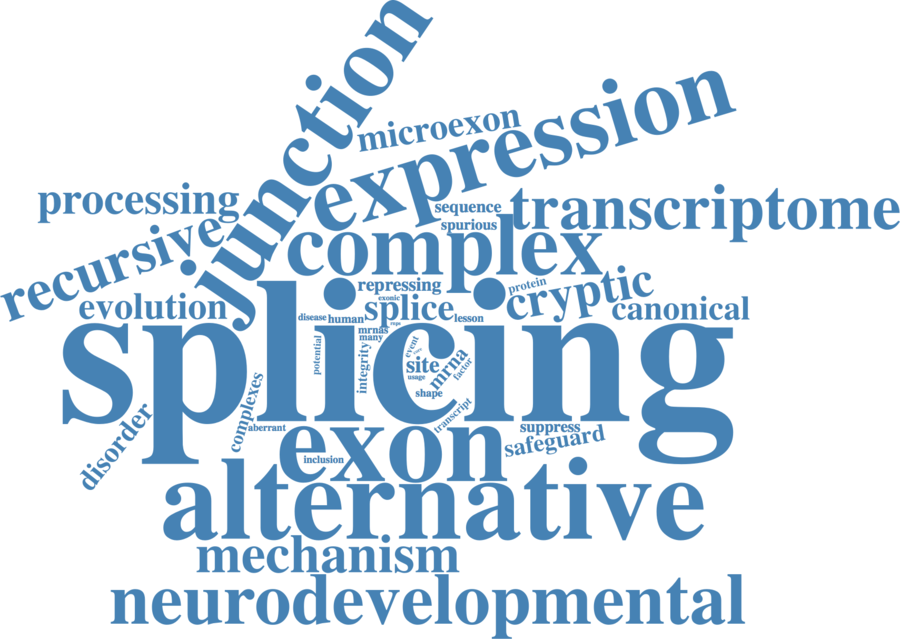 junction
microexon
expression
processing
sequence
transcriptome
spurious
recursive
complex
repressing
protein
cryptic
exonic
evolution
splice
canonical
disease
human
lesson
splicing
mrnas
many
potential
event
integrity
site
mrna
factor
usage
shape
complexes
disorder
transcript
aberrant
suppress
safeguard
exon
inclusion
alternative
mechanism
neurodevelopmental